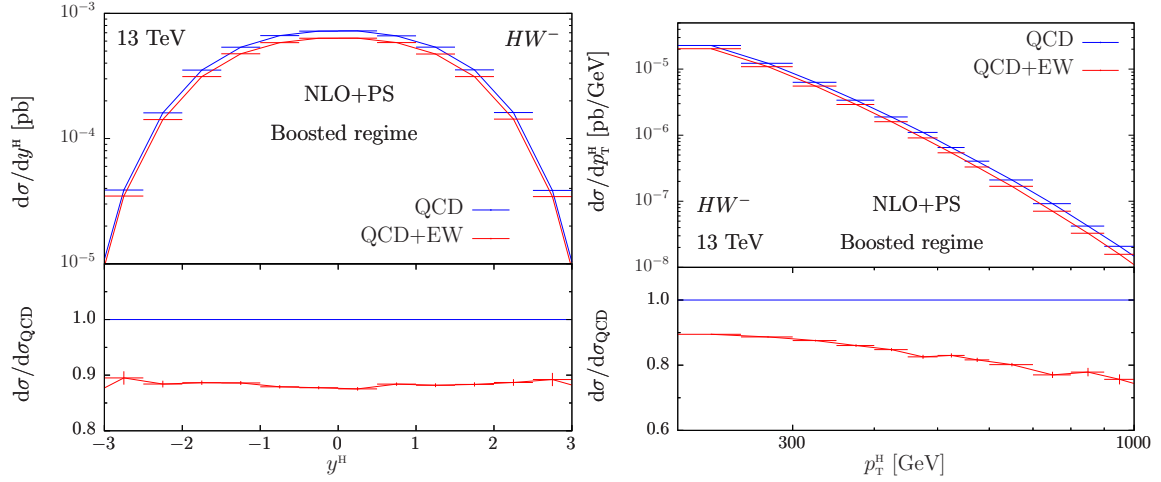 dσ/dy^H [pb]
10^−3
10^−4
10^−5
13 TeV
HW^−
NLO+PS
Boosted regime
QCD
QCD+EW
dσ/dσ_QCD
1.0
0.9
0.8
−3 −2 −1 0 1 2 3
y^H
dσ/dp_T^H [pb/GeV]
10^−5
10^−6
10^−7
10^−8
QCD
QCD+EW
HW^−
NLO+PS
13 TeV
Boosted regime
dσ/dσ_QCD
1.0
0.8
0.6
300 1000
p_T^H [GeV]